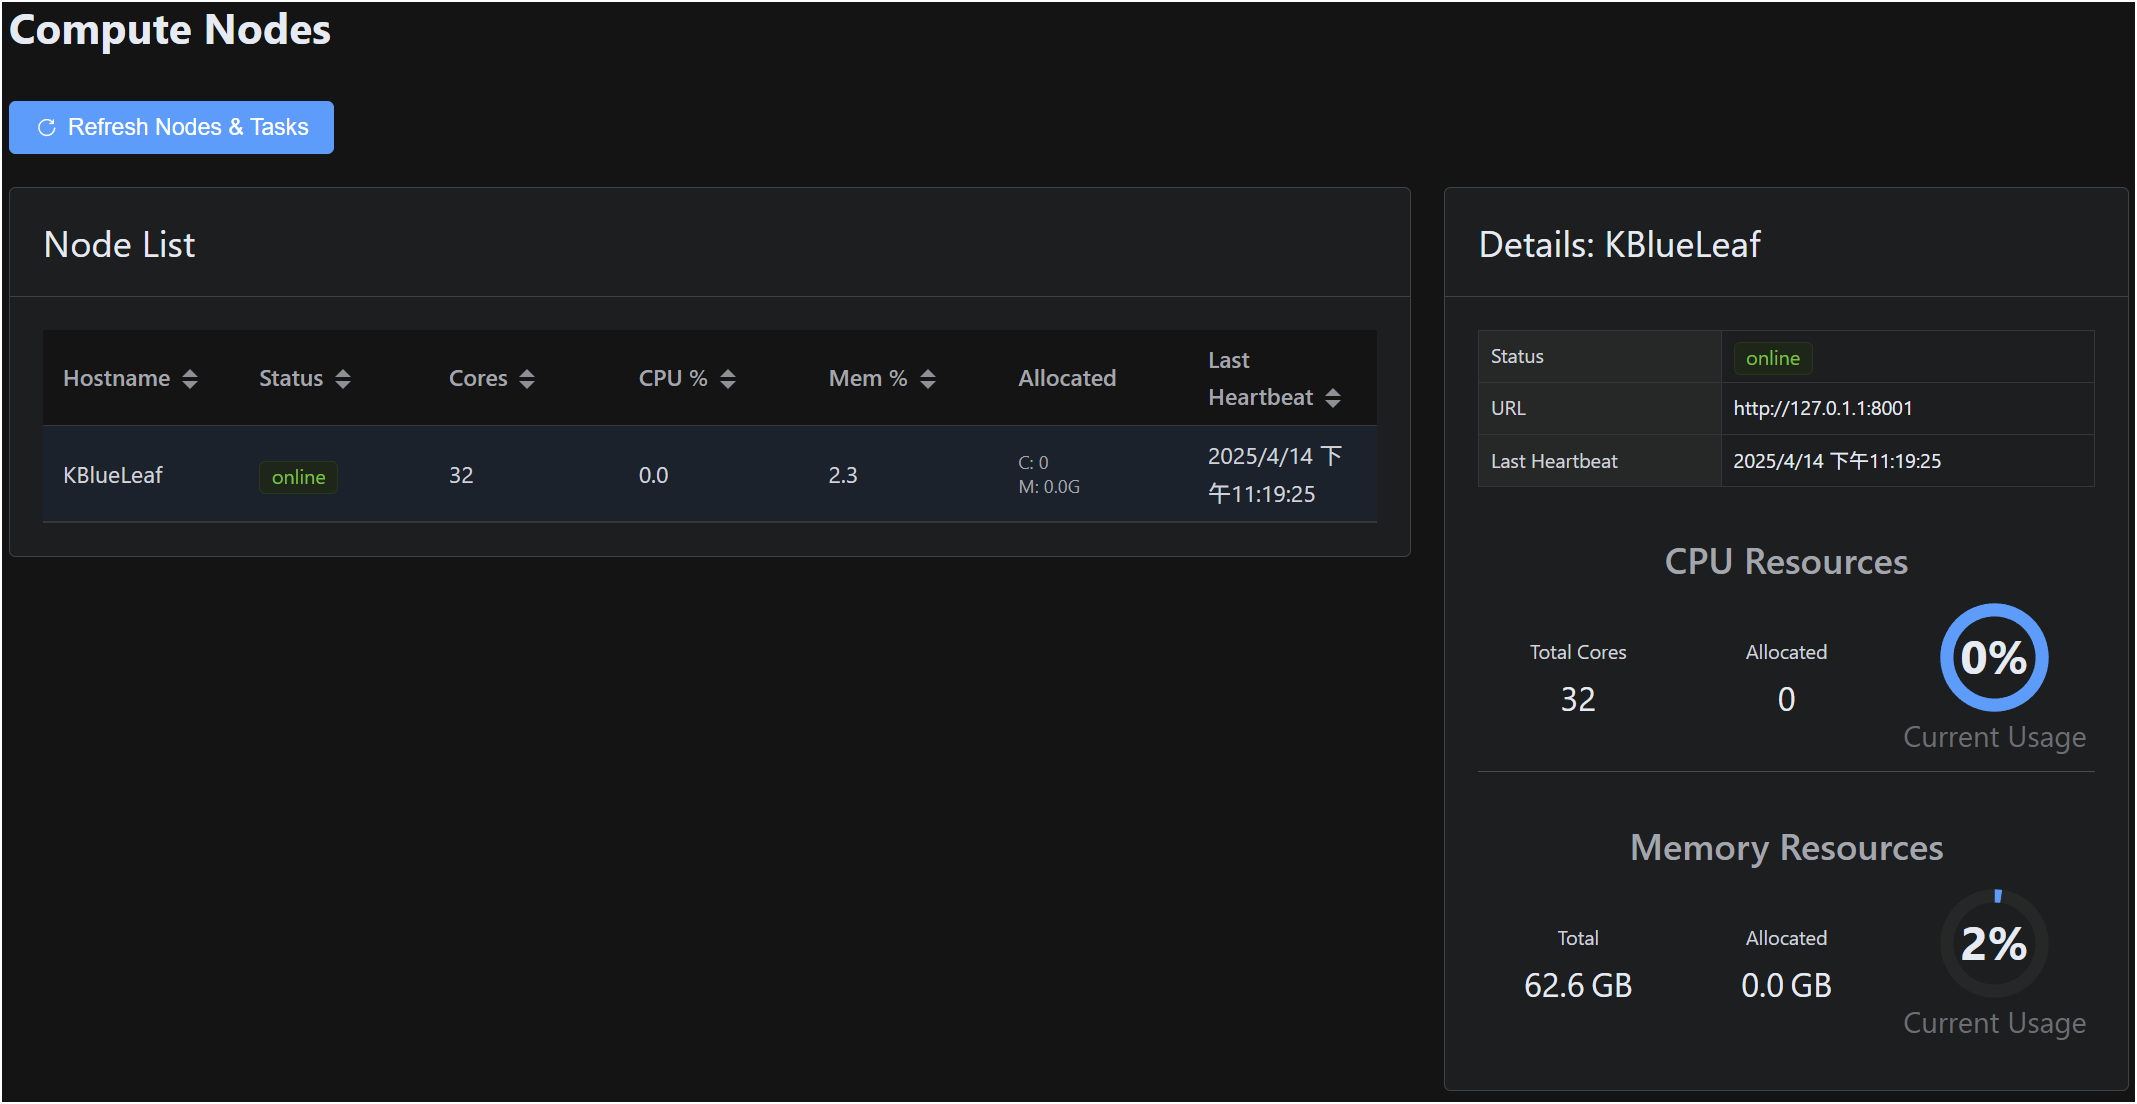 Compute Nodes
Refresh Nodes & Tasks
Node List
Hostname Status Cores CPU % Mem % Allocated Last
Heartbeat
KBlueLeaf online 32 0.0 2.3 C: 0
M: 0.0G
2025/4/14 下
午11:19:25
Details: KBlueLeaf
Status online
URL http://127.0.1.1:8001
Last Heartbeat 2025/4/14 下午11:19:25
CPU Resources
Total Cores Allocated
32 0
0%
Current Usage
Memory Resources
Total Allocated
62.6 GB 0.0 GB
2%
Current Usage